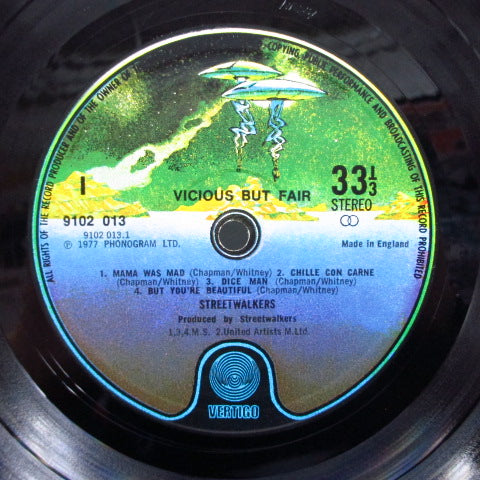 ALL RIGHTS OF THE RECORD PRODUCER AND OF THE OWNER OF
COPYING, PUBLIC PERFORMANCE AND BROADCASTING OF THIS RECORD PROHIBITED
1
VICIOUS BUT FAIR
33⅓
STEREO
9102 013
9102 013.1
℗ 1977 PHONOGRAM LTD.
Made in England
1. MAMA WAS MAD (Chapman/Whitney) 2. CHILLE CON CARNE
(Chapman/Whitney) 3. DICE MAN (Chapman/Whitney)
4. BUT YOU'RE BEAUTIFUL (Chapman/Whitney)
STREETWALKERS
Produced by Streetwalkers
1,3,4.M.S. 2.United Artists M.Ltd.
VERTIGO